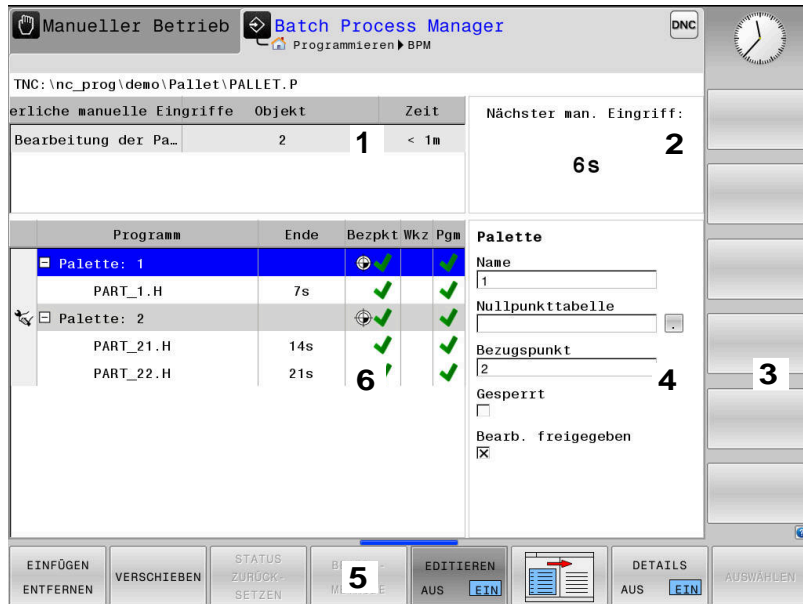 Manueller Betrieb
Batch Process Manager
Programmieren BPM
DNC
TNC:\nc_prog\demo\Pallet\PALLET.P
erliche manuelle Eingriffe Objekt Zeit
Bearbeitung der Pa… 2 < 1m
1
Nächster man. Eingriff:
2
6s
Programm Ende Bezpkt Wkz Pgm
Palette: 1
PART_1.H 7s
Palette: 2
PART_21.H 14s
PART_22.H 21s
6
Palette
Name
1
Nullpunkttabelle
.
Bezugspunkt
2
4
Gesperrt
Bearb. freigegeben
3
EINFÜGEN
ENTFERNEN
VERSCHIEBEN
STATUS
ZURÜCK-
SETZEN
5
EDITIEREN
AUS EIN
DETAILS
AUS EIN
AUSWÄHLEN